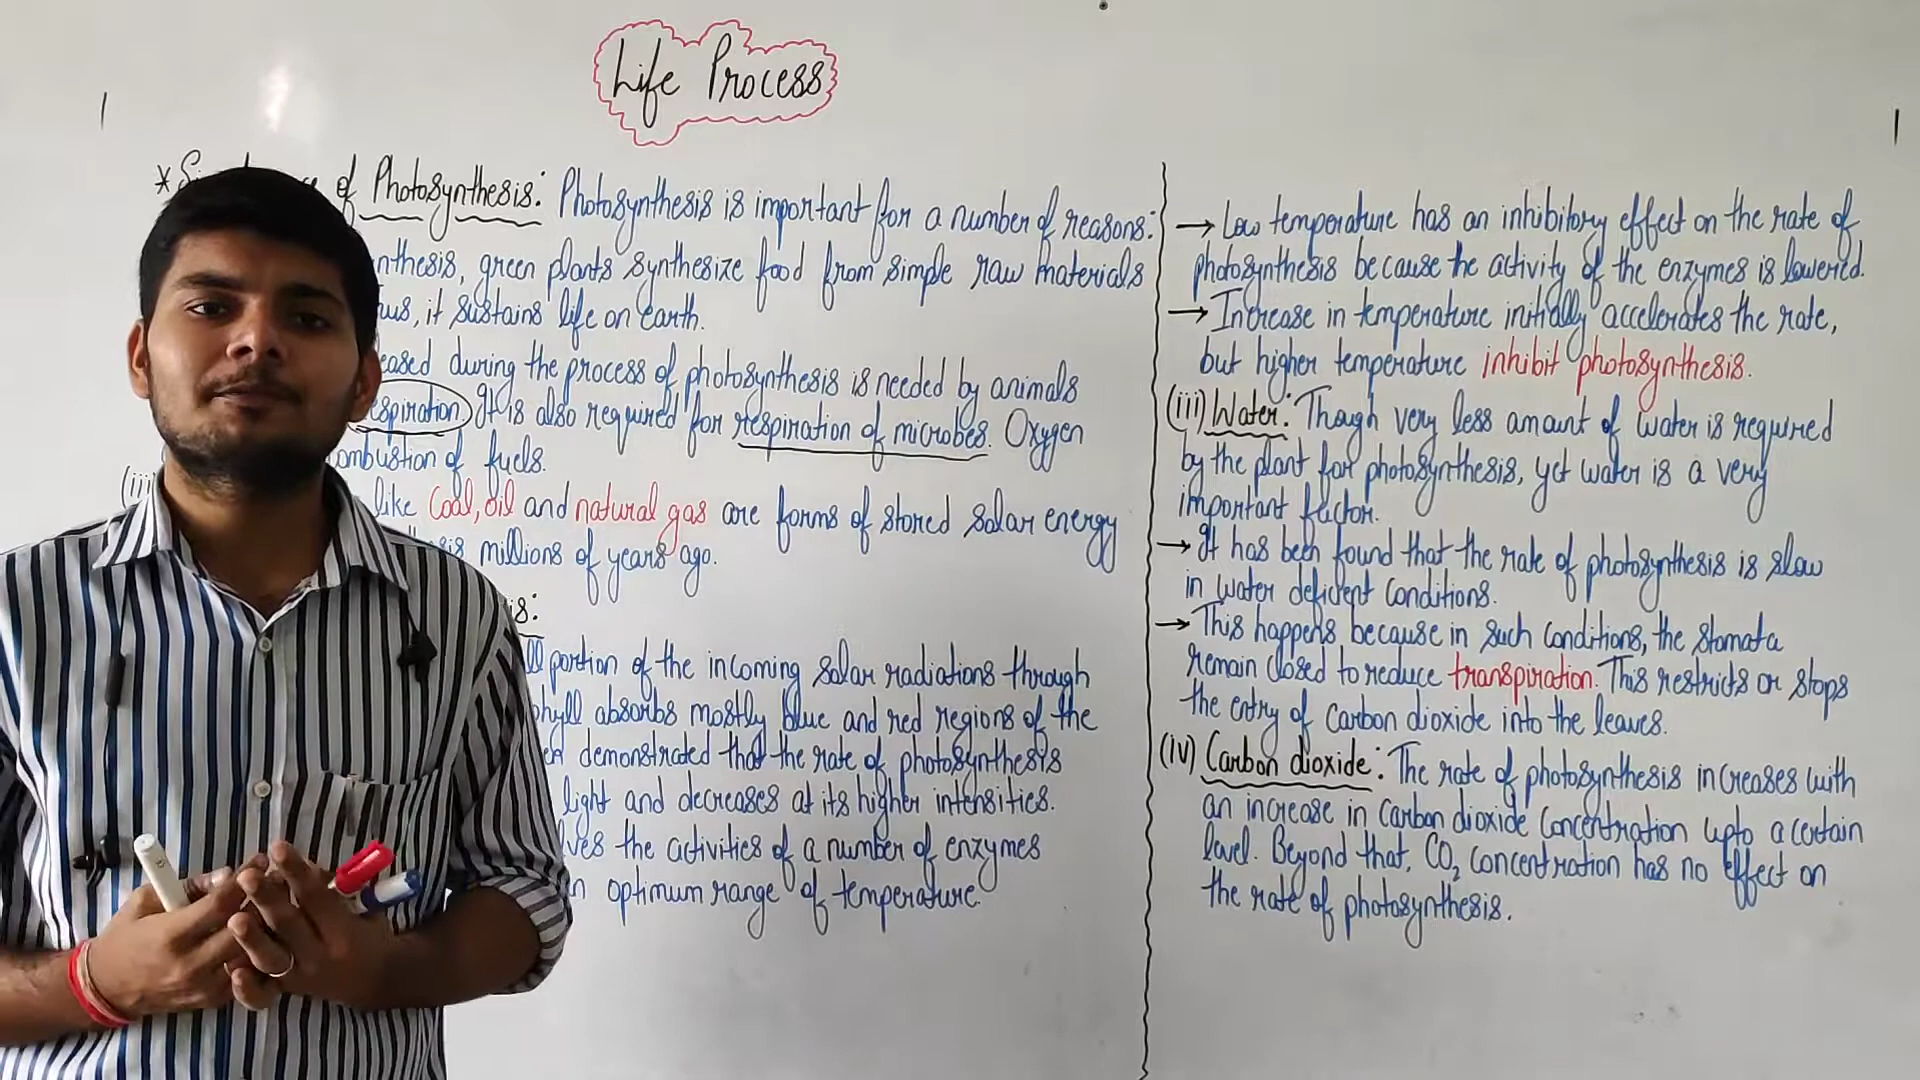 Life Process
of Photosynthesis: Photosynthesis is important for a number of reasons:
nthesis, green plants synthesize food from simple raw materials
hus, it sustains life on earth.
eased during the process of photosynthesis is needed by animals
espiration) It is also required for respiration of microbes. Oxygen
ombustion of fuels.
(iii) like Coal, oil and natural gas are forms of stored solar energy
millions of years ago.
is:
ll portion of the incoming solar radiations through
phyll absorbs mostly blue and red regions of the
demonstrated that the rate of photosynthesis
light and decreases at its higher intensities.
lves the activities of a number of enzymes
optimum range of temperature
→ Low temperature has an inhibitory effect on the rate of
photosynthesis because the activity of the enzymes is lowered.
→ Increase in temperature initially accelerates the rate,
but higher temperature inhibit photosynthesis.
(iii) Water: Though very less amount of water is required
by the plant for photosynthesis, yet water is a very
important factor.
→ It has been found that the rate of photosynthesis is slow
in water deficient conditions.
→ This happens because in such conditions, the stomata
remain closed to reduce transpiration. This restricts or stops
the entry of carbon dioxide into the leaves.
(iv) Carbon dioxide: The rate of photosynthesis increases with
an increase in carbon dioxide concentration upto a certain
level. Beyond that, CO₂ concentration has no effect on
the rate of photosynthesis.